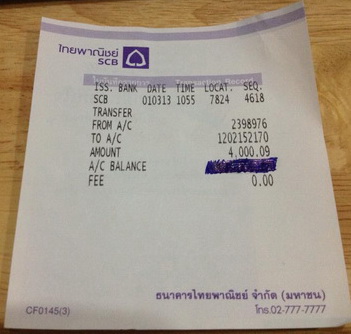 ไทยพาณิชย์
SCB
ISS. BANK DATE TIME LOCAT. SEQ.
SCB 010313 1055 7824 4618
TRANSFER
FROM A/C 2398976
TO A/C 1202152170
AMOUNT 4,000.09
A/C BALANCE
FEE 0.00
ธนาคารไทยพาณิชย์ จำกัด (มหาชน)
CF0145(3) โทร.02-777-7777